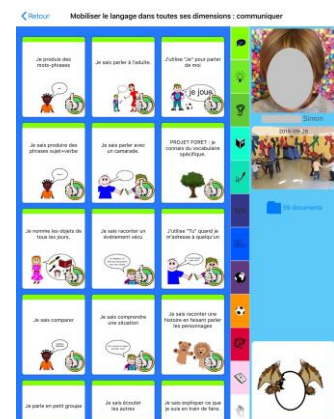 Retour
Mobiliser le langage dans toutes ses dimensions : communiquer
Je produis des
mots-phrases
Je sais parler à l'adulte.
J'utilise "Je" pour parler
de moi
je joue
Je sais produire des
phrases sujet+verbe
Je sais parler avec
un camarade.
PROJET FORET : je
connais du vocabulaire
spécifique.
Je nomme les objets de
tous les jours.
Je sais raconter un
événement vécu
J'utilise "Tu" quand je
m'adresse à quelqu'un
Je sais comparer
Je sais comprendre
une situation
Je sais raconter une
histoire en faisant parler
les personnages
Je parle en petit groupe
Je sais écouter
les autres
Je sais expliquer ce que
je suis en train de faire.
Simon
2018-09-28
66 documents